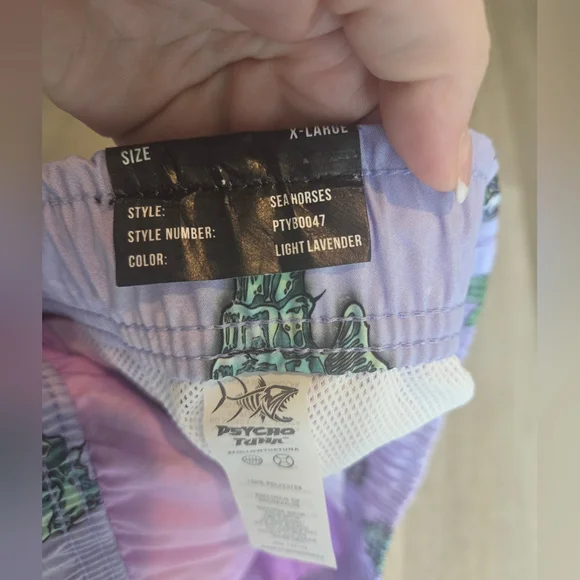 SIZE X-LARGE
STYLE: SEA HORSES
STYLE NUMBER: PTYB0047
COLOR: LIGHT LAVENDER
PSYCHO
TUNA
100% POLYESTER